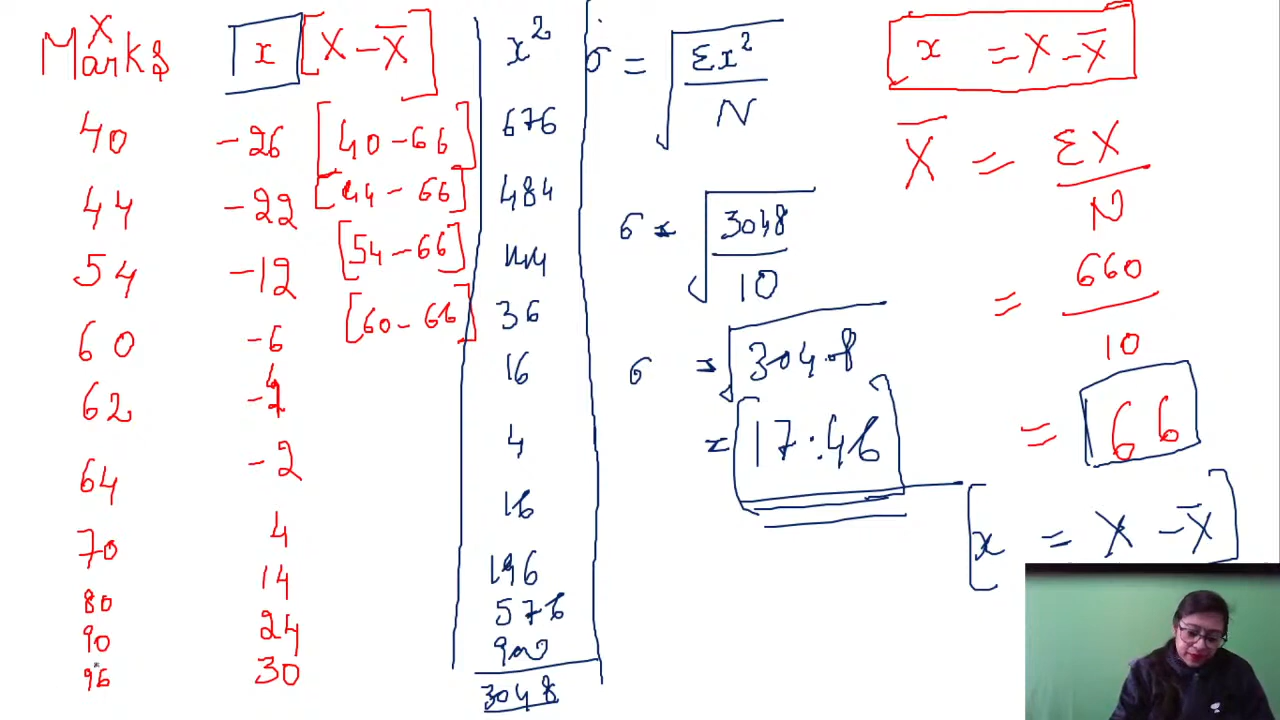 X
Marks x [X – X̅] x²
40 -26 [40 - 66] 676
44 -22 [44 - 66] 484
54 -12 [54 - 66] 144
60 -6 [60 - 66] 36
62 -4 16
64 -2 4
70 4 16
80 14 196
90 24 576
96 30 900
3048
σ = √Σx²/N
σ = √3048/10
σ = √304.8
= 17.46
x = X – X̅
X̅ = ΣX/N
= 660/10
= 66
[x = X – X̅]